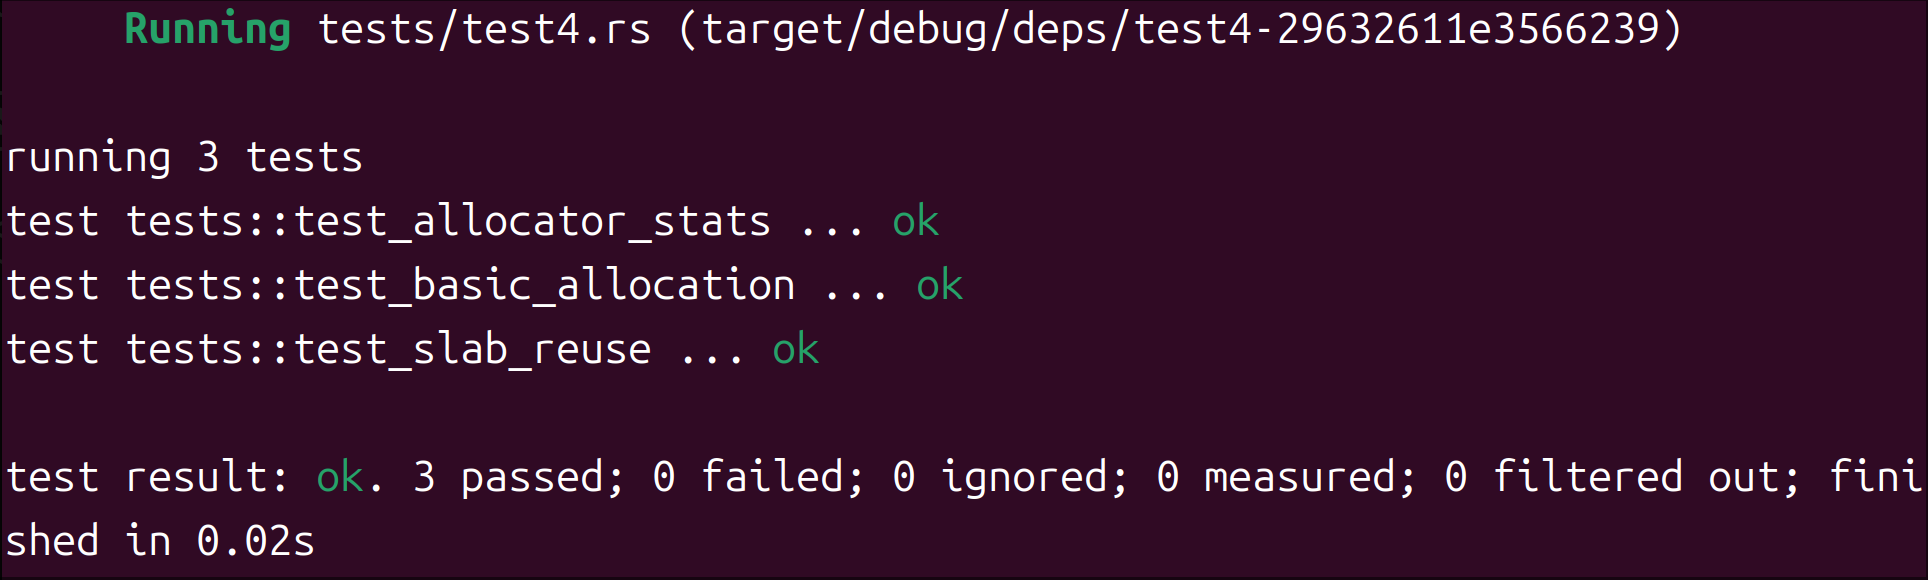 Running tests/test4.rs (target/debug/deps/test4-29632611e3566239)
running 3 tests
test tests::test_allocator_stats ... ok
test tests::test_basic_allocation ... ok
test tests::test_slab_reuse ... ok
test result: ok. 3 passed; 0 failed; 0 ignored; 0 measured; 0 filtered out; fini
shed in 0.02s